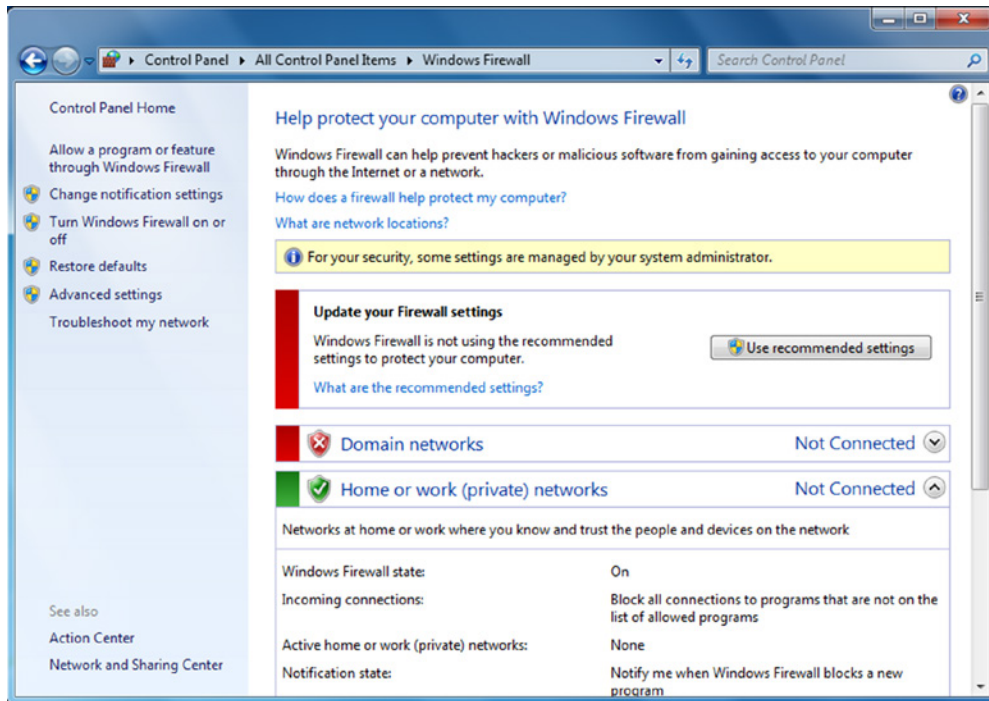 Control Panel ▸ All Control Panel Items ▸ Windows Firewall
Search Control Panel
Control Panel Home
Allow a program or feature
through Windows Firewall
Change notification settings
Turn Windows Firewall on or
off
Restore defaults
Advanced settings
Troubleshoot my network
See also
Action Center
Network and Sharing Center
Help protect your computer with Windows Firewall
Windows Firewall can help prevent hackers or malicious software from gaining access to your computer
through the Internet or a network.
How does a firewall help protect my computer?
What are network locations?
For your security, some settings are managed by your system administrator.
Update your Firewall settings
Windows Firewall is not using the recommended
settings to protect your computer.
What are the recommended settings?
Use recommended settings
Domain networks Not Connected
Home or work (private) networks Not Connected
Networks at home or work where you know and trust the people and devices on the network
Windows Firewall state: On
Incoming connections: Block all connections to programs that are not on the
list of allowed programs
Active home or work (private) networks: None
Notification state: Notify me when Windows Firewall blocks a new
program